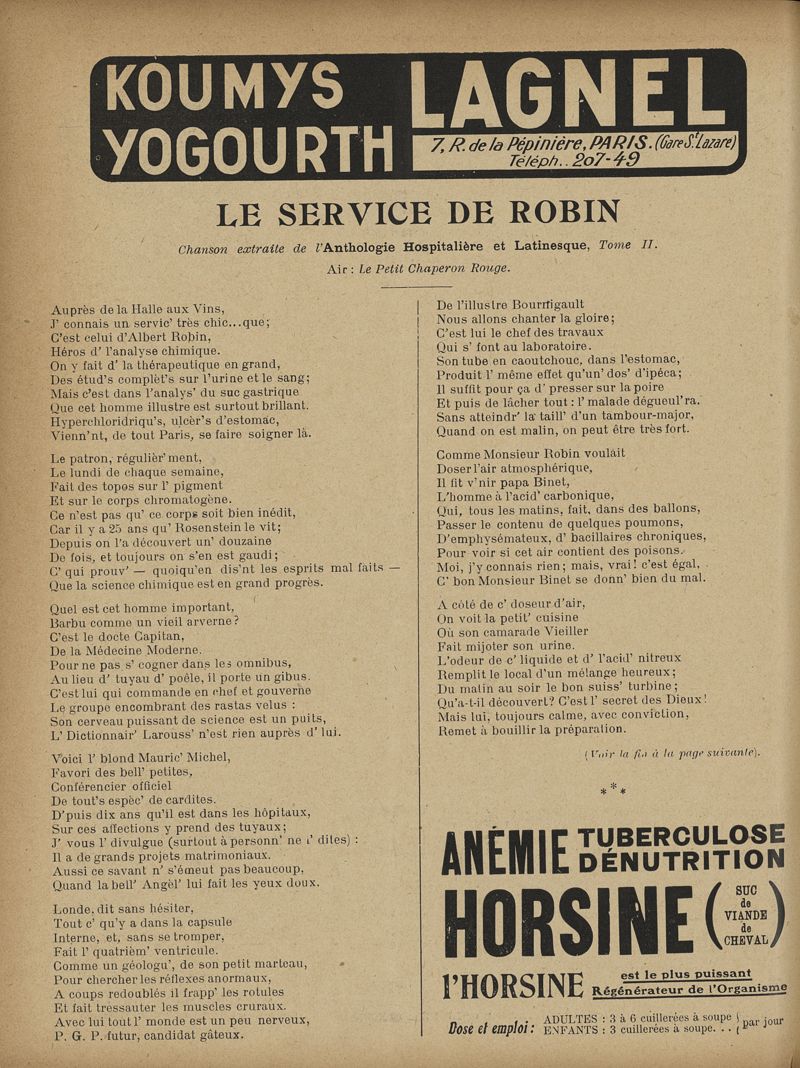 KOUMYS
YOGOURTH
LAGNEL
7, R. de la Pépinière, PARIS. (Gare St Lazare)
Téléph.. 207-49
LE SERVICE DE ROBIN
Chanson extraite de l'Anthologie Hospitalière et Latinesque, Tome II.
Air : Le Petit Chaperon Rouge.
Auprès de la Halle aux Vins,
J' connais un servic' très chic...que;
C'est celui d'Albert Robin,
Héros d' l'analyse chimique.
On y fait d' la thérapeutique en grand,
Des étud's complèt's sur l'urine et le sang;
Mais c'est dans l'analys' du suc gastrique
Que cet homme illustre est surtout brillant.
Hyperchloridriqu's, ulcèr's d'estomac,
Vienn'nt, de tout Paris, se faire soigner là.
Le patron, régulièr'ment,
Le lundi de chaque semaine,
Fait des topos sur l' pigment
Et sur le corps chromatogène.
Ce n'est pas qu' ce corps soit bien inédit,
Car il y a 25 ans qu' Rosenstein le vit;
Depuis on l'a découvert un' douzaine
De fois, et toujours on s'en est gaudi;
C' qui prouv' — quoiqu'en dis'nt les esprits mal faits —
Que la science chimique est en grand progrès.
Quel est cet homme important,
Barbu comme un vieil arverne?
C'est le docte Capitan,
De la Médecine Moderne.
Pour ne pas s' cogner dans les omnibus,
Au lieu d' tuyau d' poêle, il porte un gibus.
C'est lui qui commande en chef et gouverne
Le groupe encombrant des rastas velus :
Son cerveau puissant de science est un puits,
L' Dictionnair' Larouss' n'est rien auprès d' lui.
Voici l' blond Mauric' Michel,
Favori des bell' petites,
Conférencier officiel
De tout's espèc' de cardites.
D'puis dix ans qu'il est dans les hôpitaux,
Sur ces affections y prend des tuyaux;
J' vous l' divulgue (surtout à personn' ne l' dites) :
Il a de grands projets matrimoniaux.
Aussi ce savant n' s'émeut pas beaucoup,
Quand la bell' Angèl' lui fait les yeux doux.
Londe, dit sans hésiter,
Tout c' qu'y a dans la capsule
Interne, et, sans se tromper,
Fait l' quatrièm' ventricule.
Comme un géologu', de son petit marteau,
Pour chercher les réflexes anormaux,
A coups redoublés il frapp' les rotules
Et fait tressauter les muscles cruraux.
Avec lui tout l' monde est un peu nerveux,
P. G. P. futur, candidat gâteux.
De l'illustre Bourrfigault
Nous allons chanter la gloire;
C'est lui le chef des travaux
Qui s' font au laboratoire.
Son tube en caoutchouc, dans l'estomac,
Produit l' même effet qu'un' dos' d'ipéca;
Il suffit pour ça d' presser sur la poire
Et puis de lâcher tout : l' malade dégueul'ra.
Sans atteindr' la taill' d'un tambour-major,
Quand on est malin, on peut être très fort.
Comme Monsieur Robin voulait
Doser l'air atmosphérique,
Il fit v'nir papa Binet,
L'homme à l'acid' carbonique,
Qui, tous les matins, fait, dans des ballons,
Passer le contenu de quelques poumons,
D'emphysémateux, d' bacillaires chroniques,
Pour voir si cet air contient des poisons.
Moi, j'y connais rien; mais, vrai! c'est égal,
C' bon Monsieur Binet se donn' bien du mal.
A côté de c' doseur d'air,
On voit la petit' cuisine
Où son camarade Vieiller
Fait mijoter son urine.
L'odeur de c' liquide et d' l'acid' nitreux
Remplit le local d'un mélange heureux;
Du matin au soir le bon suiss' turbine;
Qu'a-t-il découvert? C'est l' secret des Dieux!
Mais lui, toujours calme, avec conviction,
Remet à bouillir la préparation.
(Voir la fin à la page suivante).
* * *
ANÉMIE TUBERCULOSE
DÉNUTRITION
HORSINE (SUC
de
VIANDE
de
CHEVAL)
l'HORSINE est le plus puissant
Régénérateur de l'Organisme
Dose et emploi : ADULTES : 3 à 6 cuillerées à soupe
ENFANTS : 3 cuillerées à soupe. . . par jour